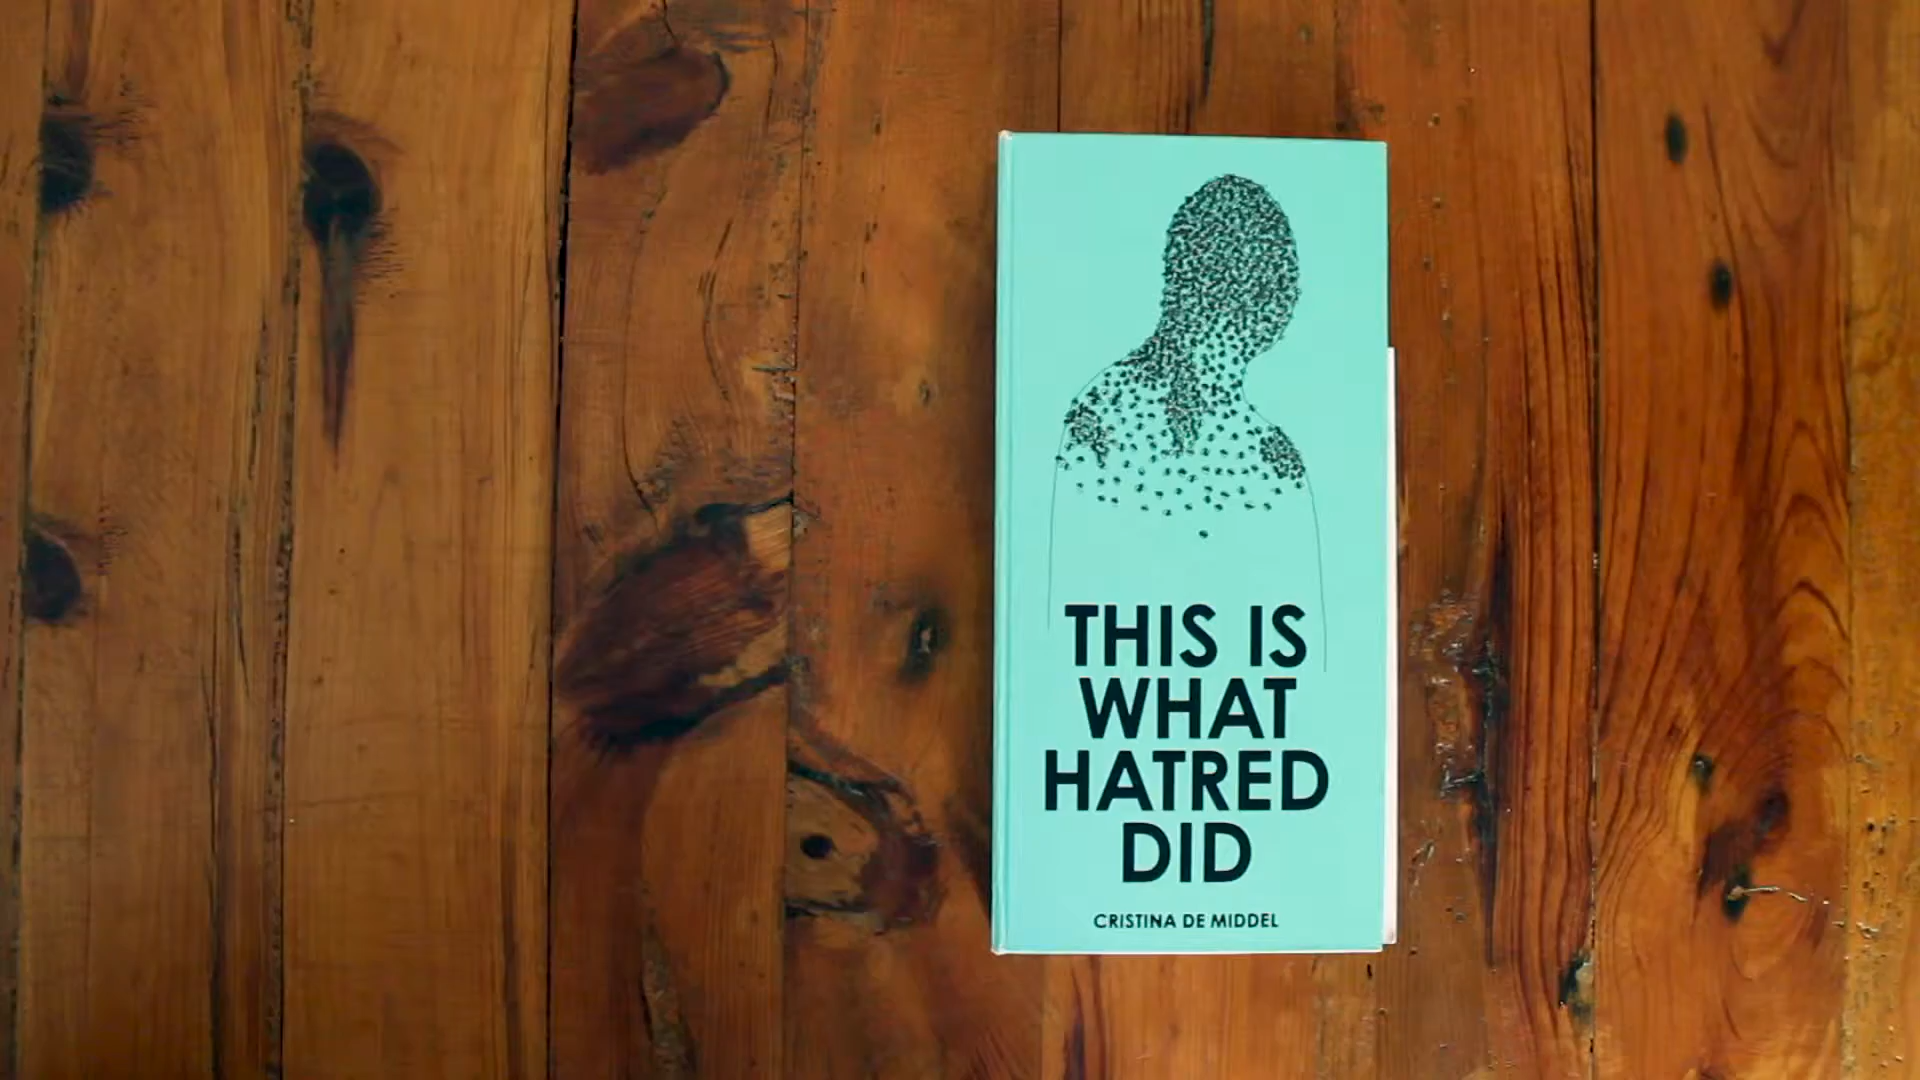 THIS IS
WHAT
HATRED
DID
CRISTINA DE MIDDEL